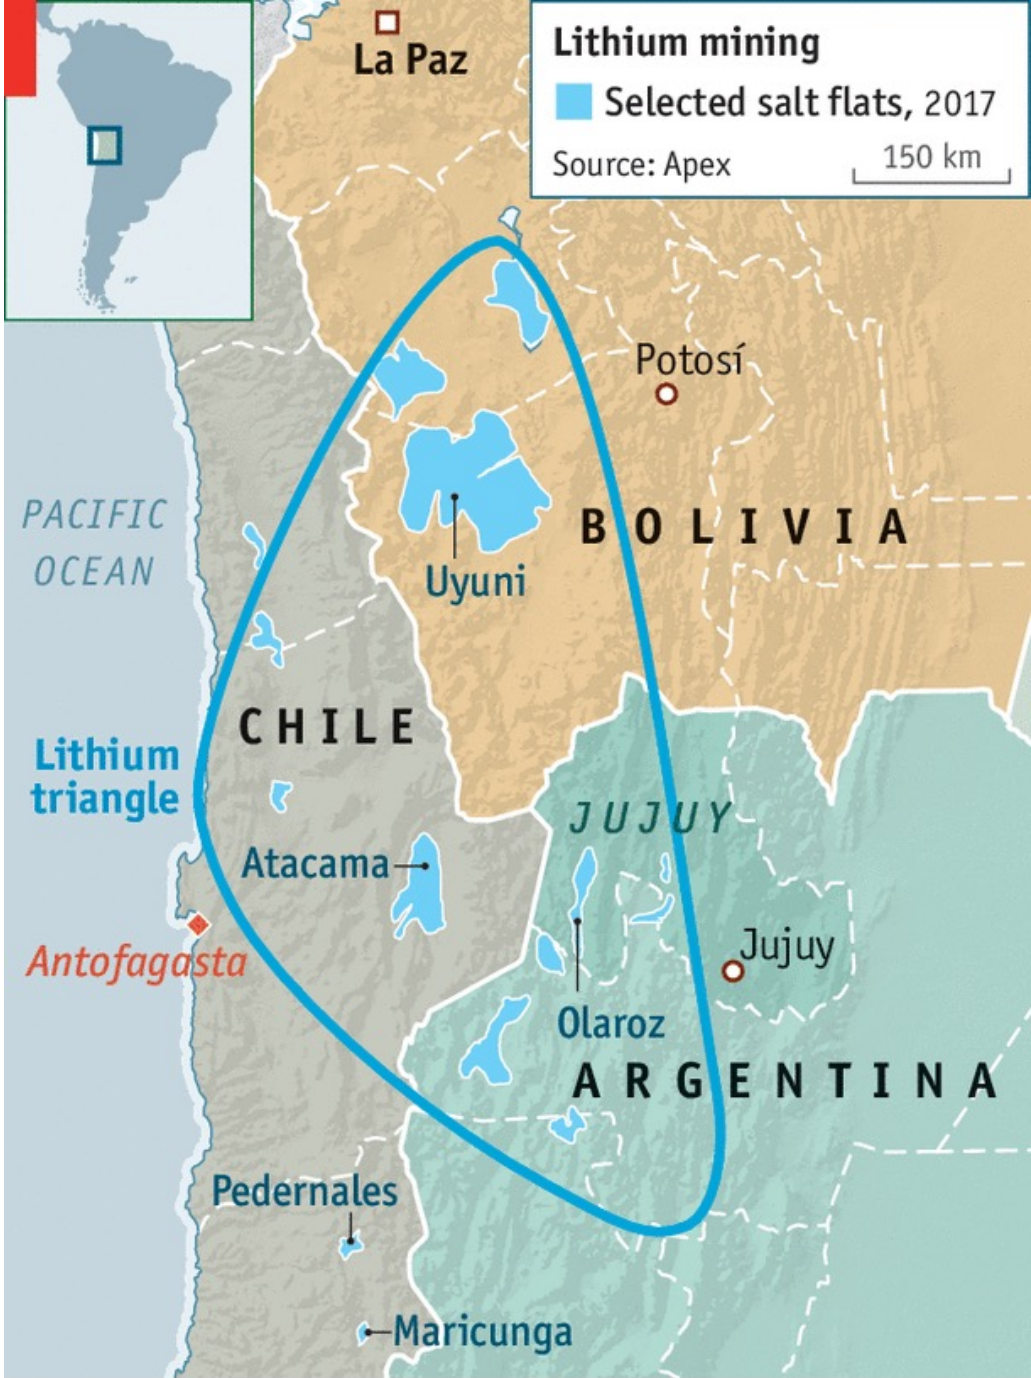 La Paz
Lithium mining
Selected salt flats, 2017
Source: Apex
150 km
Potosí
PACIFIC
OCEAN
BOLIVIA
Uyuni
CHILE
Lithium
triangle
JUJUY
Atacama
Antofagasta
Jujuy
Olaroz
ARGENTINA
Pedernales
Maricunga